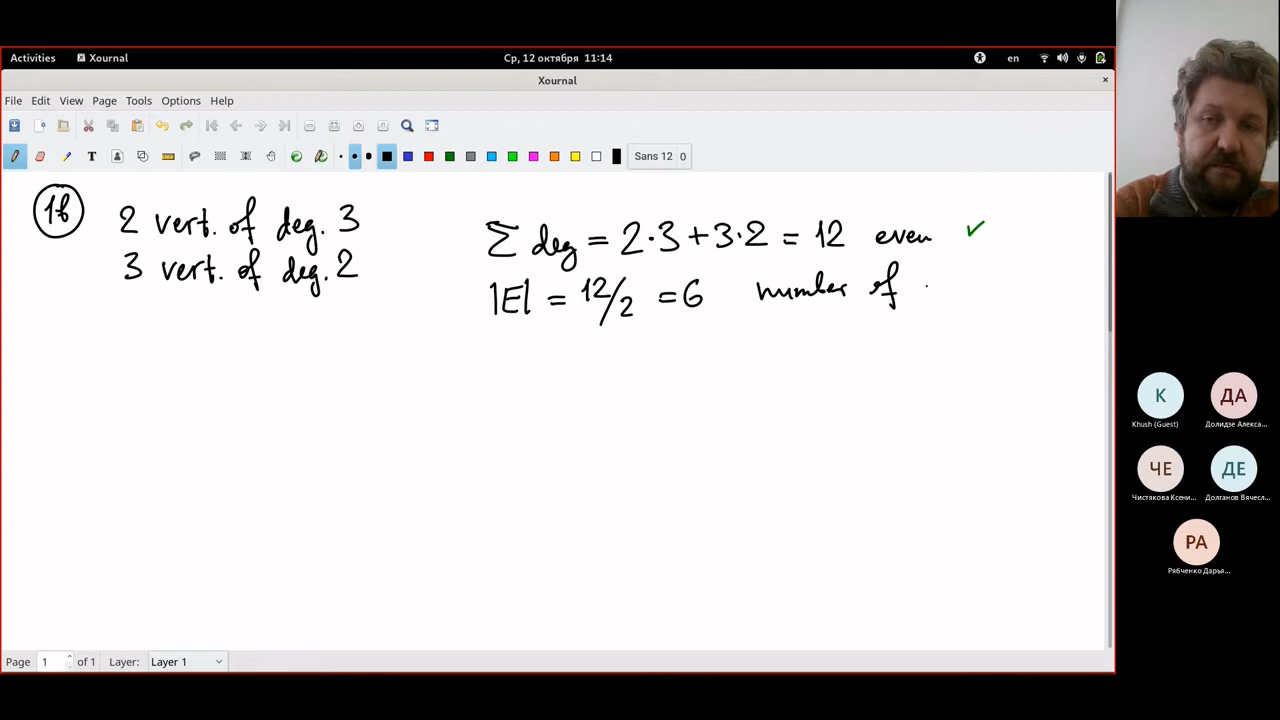 Activities
Xournal
Ср, 12 октября 11:14
en
Xournal
×
File Edit View Page Tools Options Help
T
Sans 12 0
1b
2 vert. of deg. 3
3 vert. of deg. 2
∑ deg = 2·3+3·2 = 12 even ✓
|E| = 12/2 = 6 number of
K
Khush (Guest)
ДА
Долидзе Алекса...
ЧЕ
Чистякова Ксени...
ДЕ
Долганов Вячесл...
РА
Рябченко Дарья...
Page 1 of 1 Layer: Layer 1